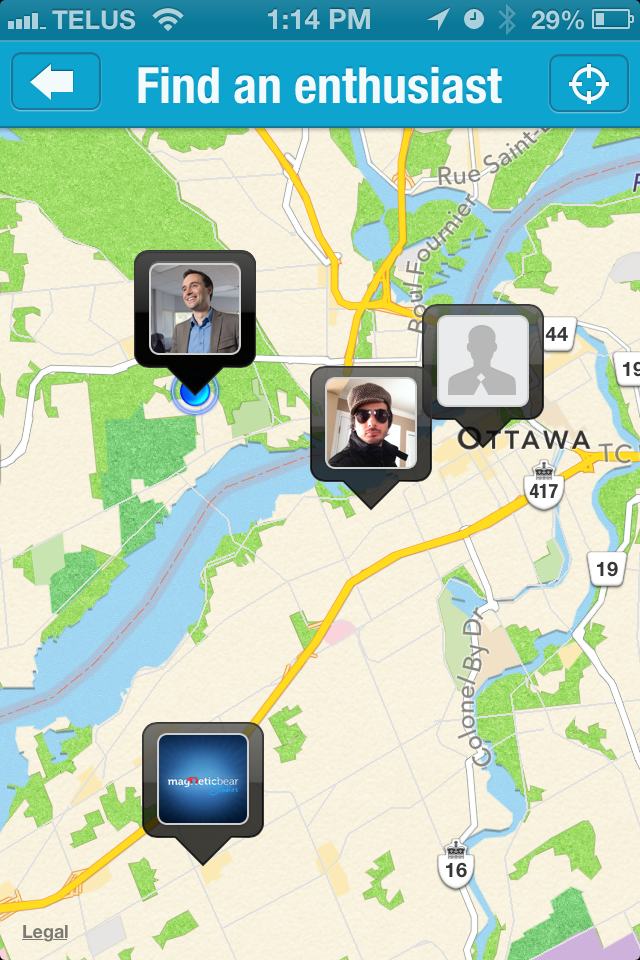 TELUS 1:14 PM 29%
Find an enthusiast
Rue Saint-
Boul Fournier
44
19
OTTAWA
TC
417
19
Colonel By Dr
magneticbear
16
Legal